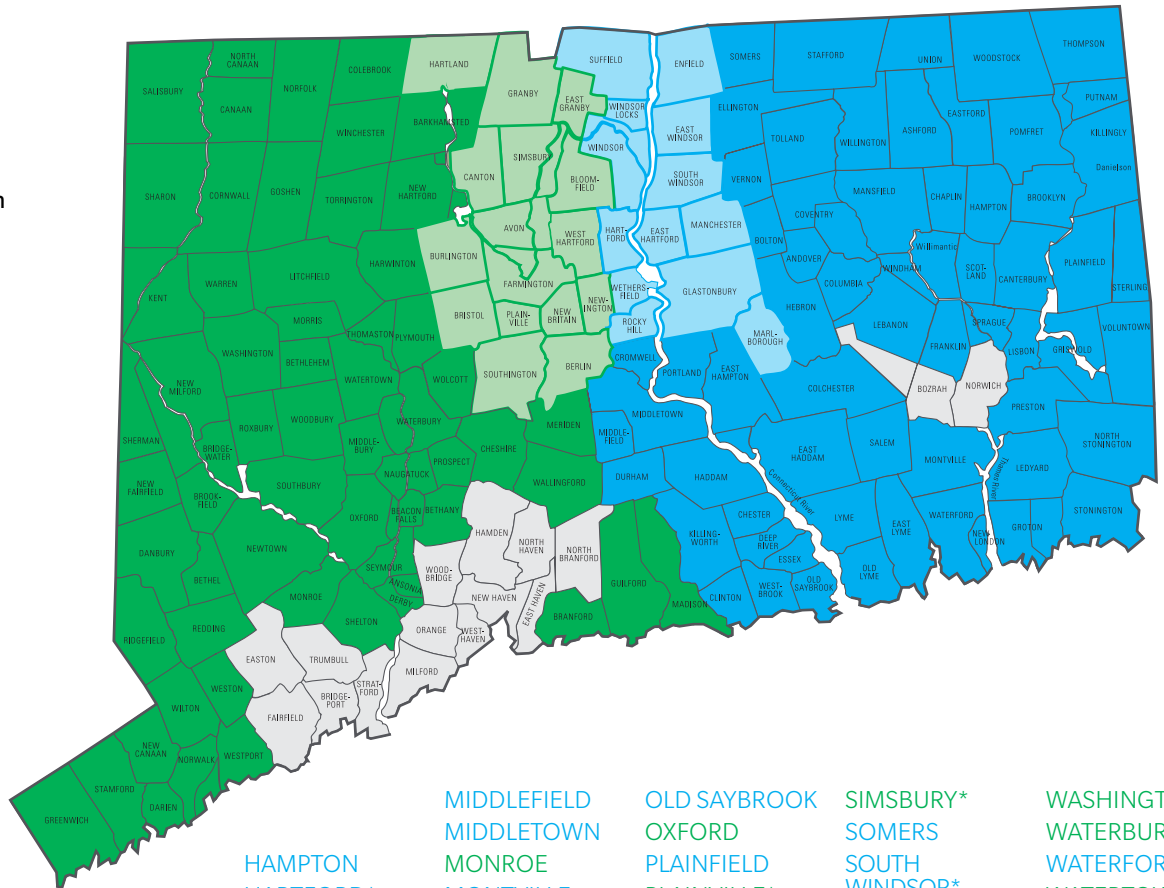 THOMPSON
NORTH
CANAAN
COLEBROOK
HARTLAND
SUFFIELD
ENFIELD
SOMERS
STAFFORD
UNION
WOODSTOCK
SALISBURY
CANAAN
NORFOLK
GRANBY
EAST
GRANBY
WINDSOR
LOCKS
ELLINGTON
EASTFORD
PUTNAM
WINCHESTER
BARKHAMSTED
SIMSBURY
WINDSOR
EAST
WINDSOR
TOLLAND
WILLINGTON
ASHFORD
POMFRET
KILLINGLY
Danielson
SHARON
CORNWALL
GOSHEN
TORRINGTON
NEW
HARTFORD
CANTON
BLOOM-
FIELD
SOUTH
WINDSOR
VERNON
MANSFIELD
CHAPLIN
HAMPTON
BROOKLYN
AVON
WEST
HARTFORD
HART-
FORD
EAST
HARTFORD
MANCHESTER
BOLTON
COVENTRY
Willimantic
BURLINGTON
ANDOVER
WINDHAM
SCOT-
LAND
CANTERBURY
PLAINFIELD
STERLING
KENT
WARREN
LITCHFIELD
HARWINTON
FARMINGTON
WETHERS-
FIELD
GLASTONBURY
COLUMBIA
HEBRON
MORRIS
BRISTOL
PLAIN-
VILLE
NEW
BRITAIN
NEW-
INGTON
ROCKY
HILL
MARL-
BOROUGH
LEBANON
FRANKLIN
SPRAGUE
LISBON
GRISWOLD
VOLUNTOWN
WASHINGTON
BETHLEHEM
THOMASTON
PLYMOUTH
WATERTOWN
WOLCOTT
SOUTHINGTON
BERLIN
CROMWELL
PORTLAND
EAST
HAMPTON
COLCHESTER
BOZRAH
NORWICH
PRESTON
NEW
MILFORD
ROXBURY
WOODBURY
WATERBURY
MERIDEN
MIDDLETOWN
SHERMAN
BRIDGE-
WATER
MIDDLE-
BURY
CHESHIRE
MIDDLE-
FIELD
EAST
HADDAM
SALEM
MONTVILLE
NORTH
STONINGTON
NEW
FAIRFIELD
BROOK-
FIELD
SOUTHBURY
NAUGATUCK
PROSPECT
WALLINGFORD
DURHAM
HADDAM
Connecticut River
Thames River
LEDYARD
OXFORD
BEACON
FALLS
BETHANY
HAMDEN
NORTH
HAVEN
NORTH
BRANFORD
KILLING-
WORTH
CHESTER
LYME
EAST
LYME
WATERFORD
NEW
LONDON
GROTON
STONINGTON
DANBURY
NEWTOWN
SEYMOUR
WOOD-
BRIDGE
DEEP
RIVER
ESSEX
BETHEL
MONROE
ANSONIA
DERBY
NEW HAVEN
EAST HAVEN
GUILFORD
MADISON
CLINTON
WEST-
BROOK
OLD
SAYBROOK
OLD
LYME
RIDGEFIELD
REDDING
SHELTON
ORANGE
WEST-
HAVEN
BRANFORD
EASTON
TRUMBULL
STRAT-
FORD
MILFORD
WILTON
WESTON
FAIRFIELD
BRIDGE-
PORT
NEW
CANAAN
NORWALK
WESTPORT
GREENWICH
STAMFORD
DARIEN
MIDDLEFIELD OLD SAYBROOK SIMSBURY*
MIDDLETOWN OXFORD SOMERS
HAMPTON MONROE PLAINFIELD SOUTH
WINDSOR*